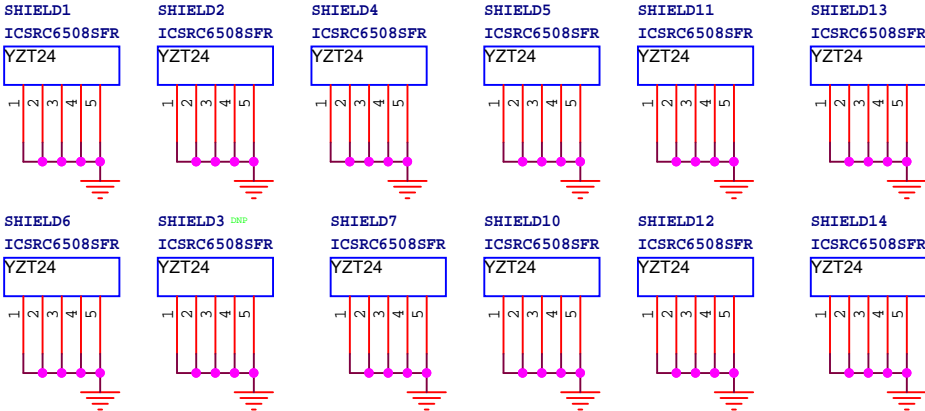 SHIELD1 SHIELD2 SHIELD4 SHIELD5 SHIELD11 SHIELD13
ICSRC6508SFR ICSRC6508SFR ICSRC6508SFR ICSRC6508SFR ICSRC6508SFR ICSRC6508SFR
YZT24 YZT24 YZT24 YZT24 YZT24 YZT24
1 2 3 4 5 1 2 3 4 5 1 2 3 4 5 1 2 3 4 5 1 2 3 4 5 1 2 3 4 5
SHIELD6 SHIELD3 DNP SHIELD7 SHIELD10 SHIELD12 SHIELD14
ICSRC6508SFR ICSRC6508SFR ICSRC6508SFR ICSRC6508SFR ICSRC6508SFR ICSRC6508SFR
YZT24 YZT24 YZT24 YZT24 YZT24 YZT24
1 2 3 4 5 1 2 3 4 5 1 2 3 4 5 1 2 3 4 5 1 2 3 4 5 1 2 3 4 5